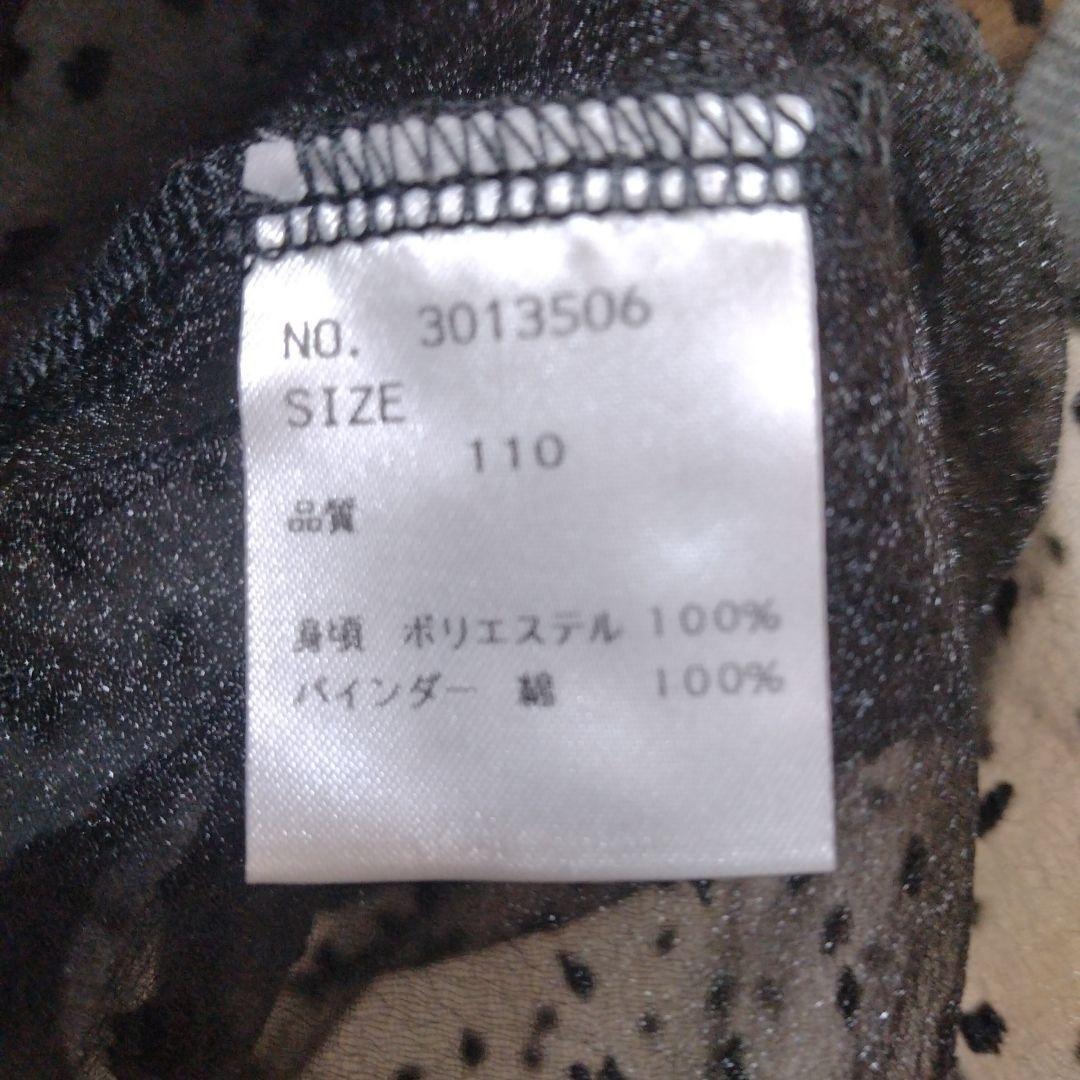 NO. 3013506
SIZE
110
品質
身頃 ポリエステル 100%
バインダー 綿 100%